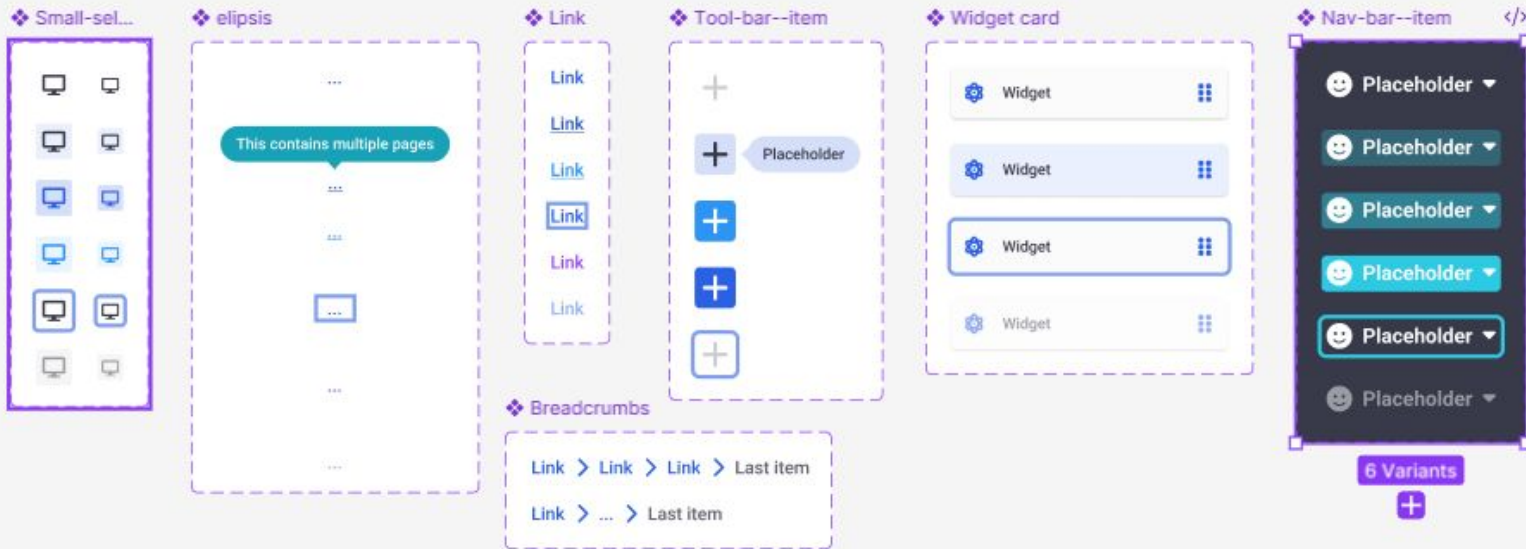 Small-sel...
elipsis
Link
Tool-bar--item
Widget card
Nav-bar--item
</>
...
This contains multiple pages
...
...
...
...
...
Link
Link
Link
Link
Link
Link
Placeholder
Widget
Widget
Widget
Widget
Placeholder
Placeholder
Placeholder
Placeholder
Placeholder
Placeholder
6 Variants
Breadcrumbs
Link > Link > Link > Last item
Link > ... > Last item